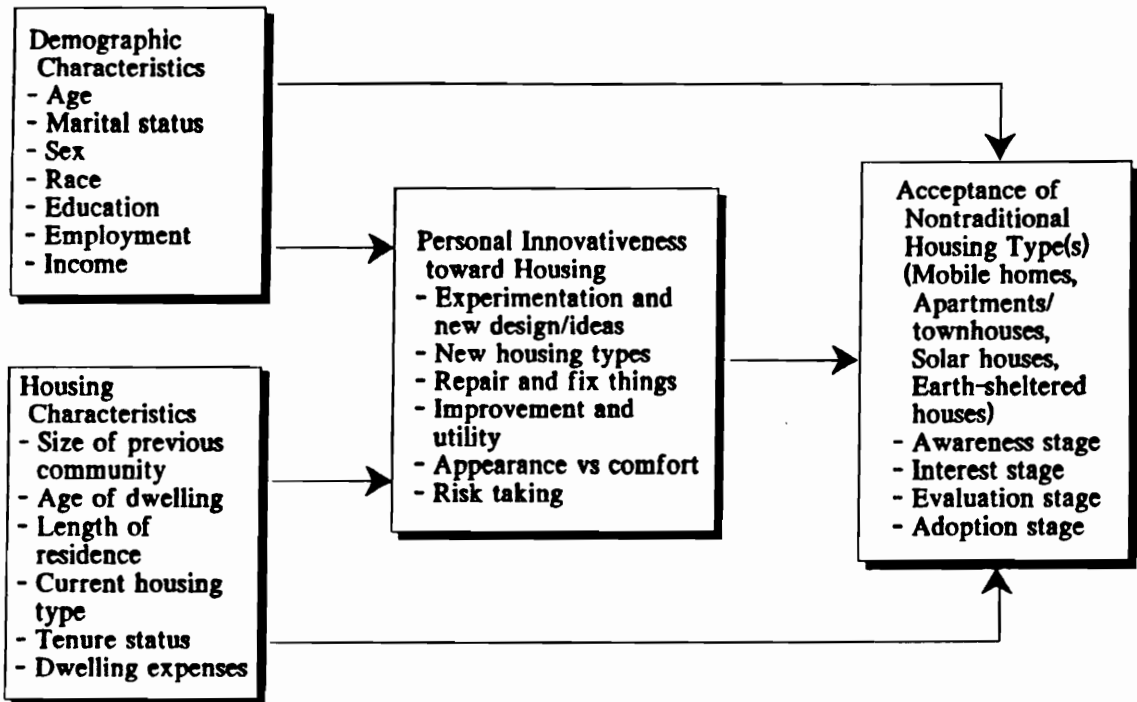 Demographic
Characteristics
- Age
- Marital status
- Sex
- Race
- Education
- Employment
- Income
Housing
Characteristics
- Size of previous
community
- Age of dwelling
- Length of
residence
- Current housing
type
- Tenure status
- Dwelling expenses
Personal Innovativeness
toward Housing
- Experimentation and
new design/ideas
- New housing types
- Repair and fix things
- Improvement and
utility
- Appearance vs comfort
- Risk taking
Acceptance of
Nontraditional
Housing Type(s)
(Mobile homes,
Apartments/
townhouses,
Solar houses,
Earth-sheltered
houses)
- Awareness stage
- Interest stage
- Evaluation stage
- Adoption stage